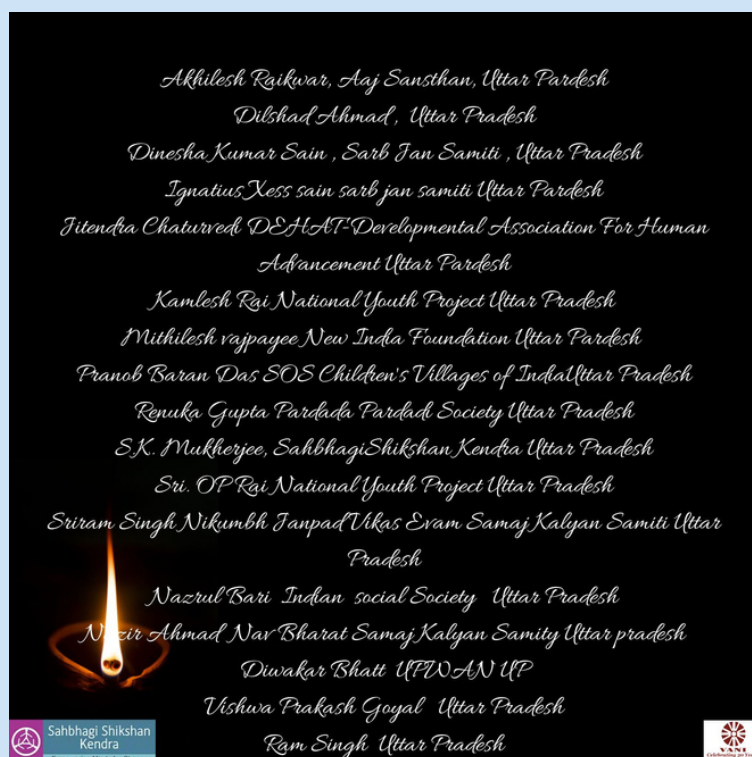 Akhilesh Raikwar, Aaj Sansthan, Uttar Pardesh
Dilshad Ahmad , Uttar Pradesh
Dinesha Kumar Sain , Sarb Jan Samiti , Uttar Pradesh
Ignatius Xess sain sarb jan samiti Uttar Pardesh
Jitendra Chaturvedi DEHAT-Developmental Association For Human
Advancement Uttar Pardesh
Kamlesh Rai National Youth Project Uttar Pradesh
Mithilesh vajpayee New India Foundation Uttar Pardesh
Pranob Baran Das SOS Children's Villages of IndiaUttar Pradesh
Renuka Gupta Pardada Pardadi Society Uttar Pradesh
S.K. Mukherjee, SahbhagiShikshan Kendra Uttar Pradesh
Sri. OP Rai National Youth Project Uttar Pradesh
Sriram Singh Nikumbh Janpad Vikas Evam Samaj Kalyan Samiti Uttar
Pradesh
Nazrul Bari Indian social Society Uttar Pradesh
Nazir Ahmad Nav Bharat Samaj Kalyan Samity Uttar pradesh
Diwakar Bhatt UPWAN UP
Vishwa Prakash Goyal Uttar Pradesh
Ram Singh Uttar Pradesh
Sahbhagi Shikshan
Kendra
VANI